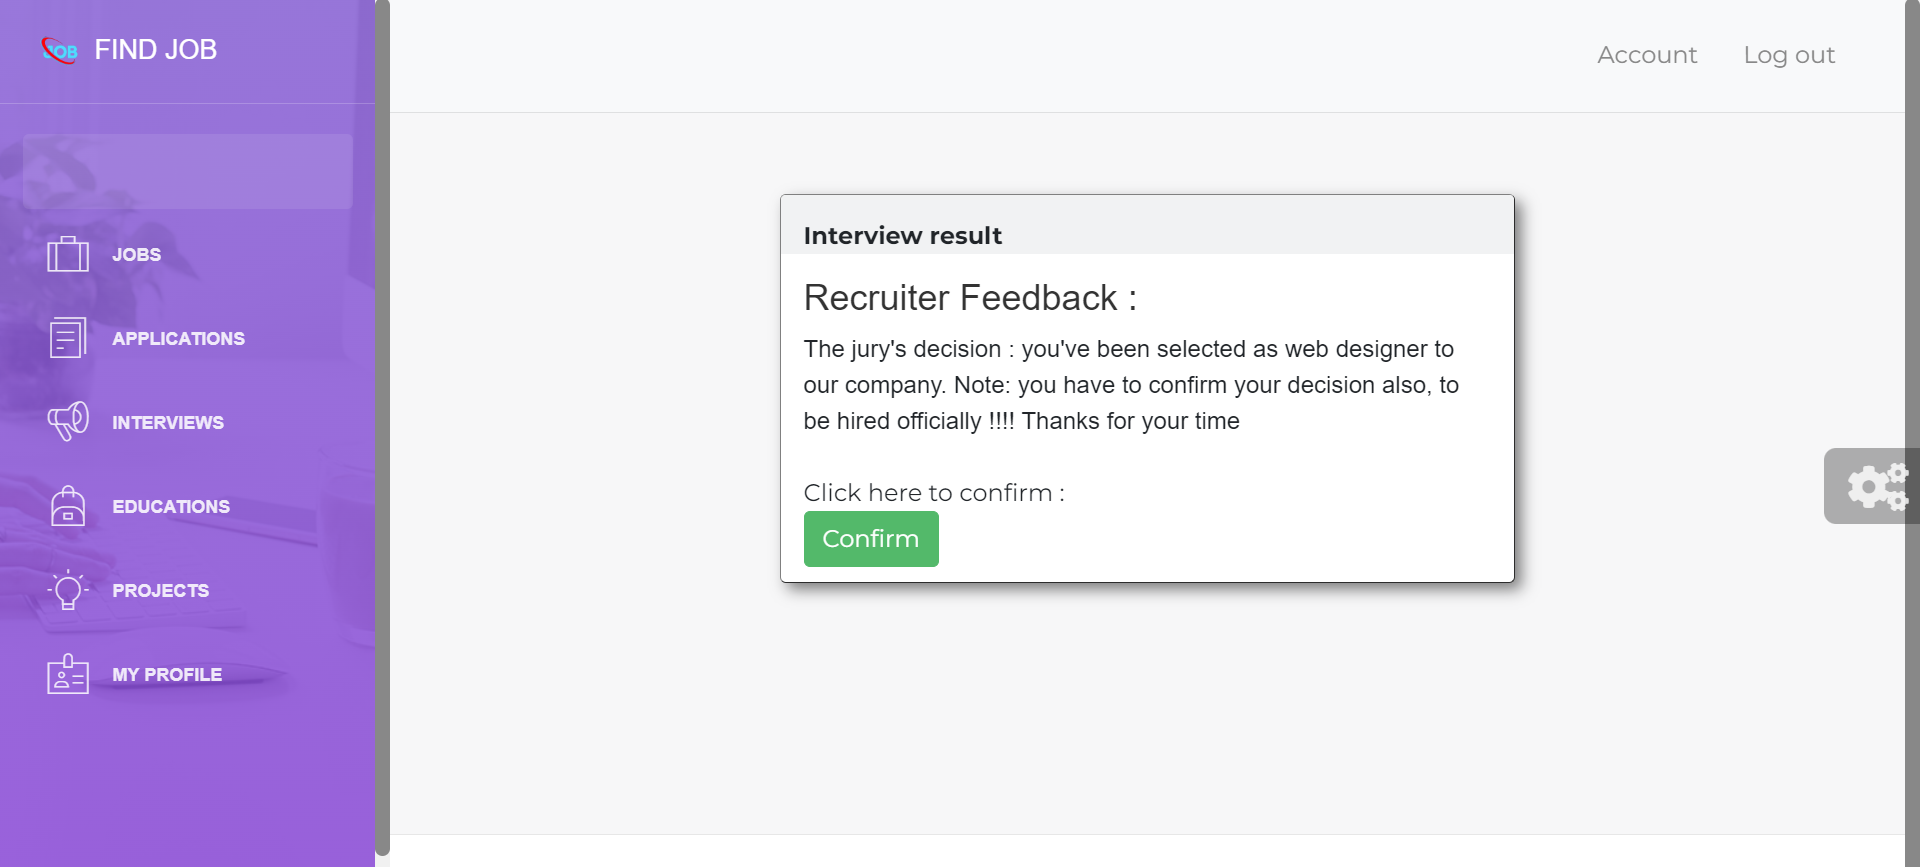 JOB FIND JOB
Account Log out
JOBS
APPLICATIONS
INTERVIEWS
EDUCATIONS
PROJECTS
MY PROFILE
Interview result
Recruiter Feedback :
The jury's decision : you've been selected as web designer to
our company. Note: you have to confirm your decision also, to
be hired officially !!!! Thanks for your time
Click here to confirm :
Confirm